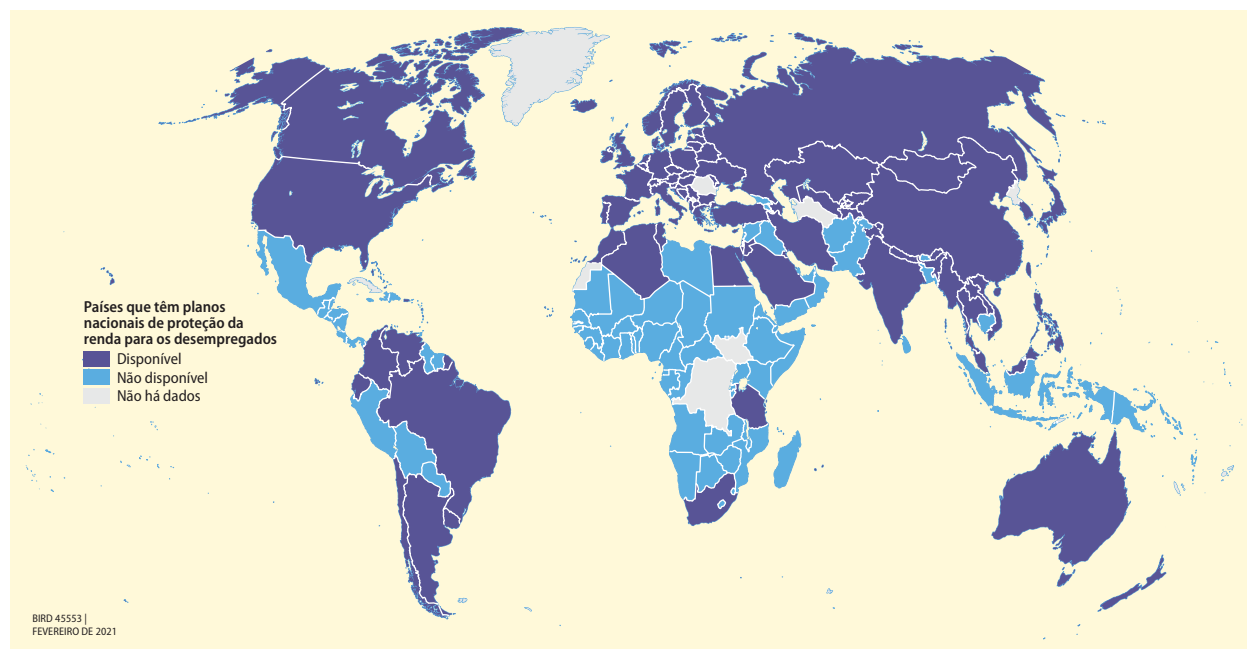 Países que têm planos
nacionais de proteção da
renda para os desempregados
Disponível
Não disponível
Não há dados
BIRD 45553 |
FEVEREIRO DE 2021